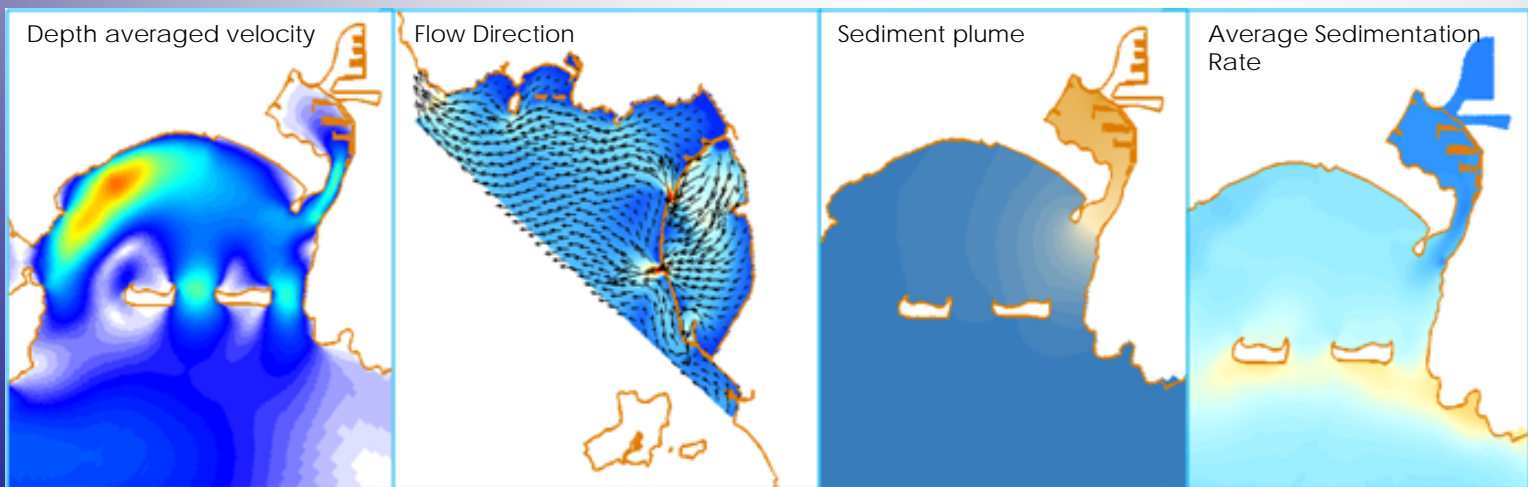 Depth averaged velocity
Flow Direction
Sediment plume
Average Sedimentation
Rate